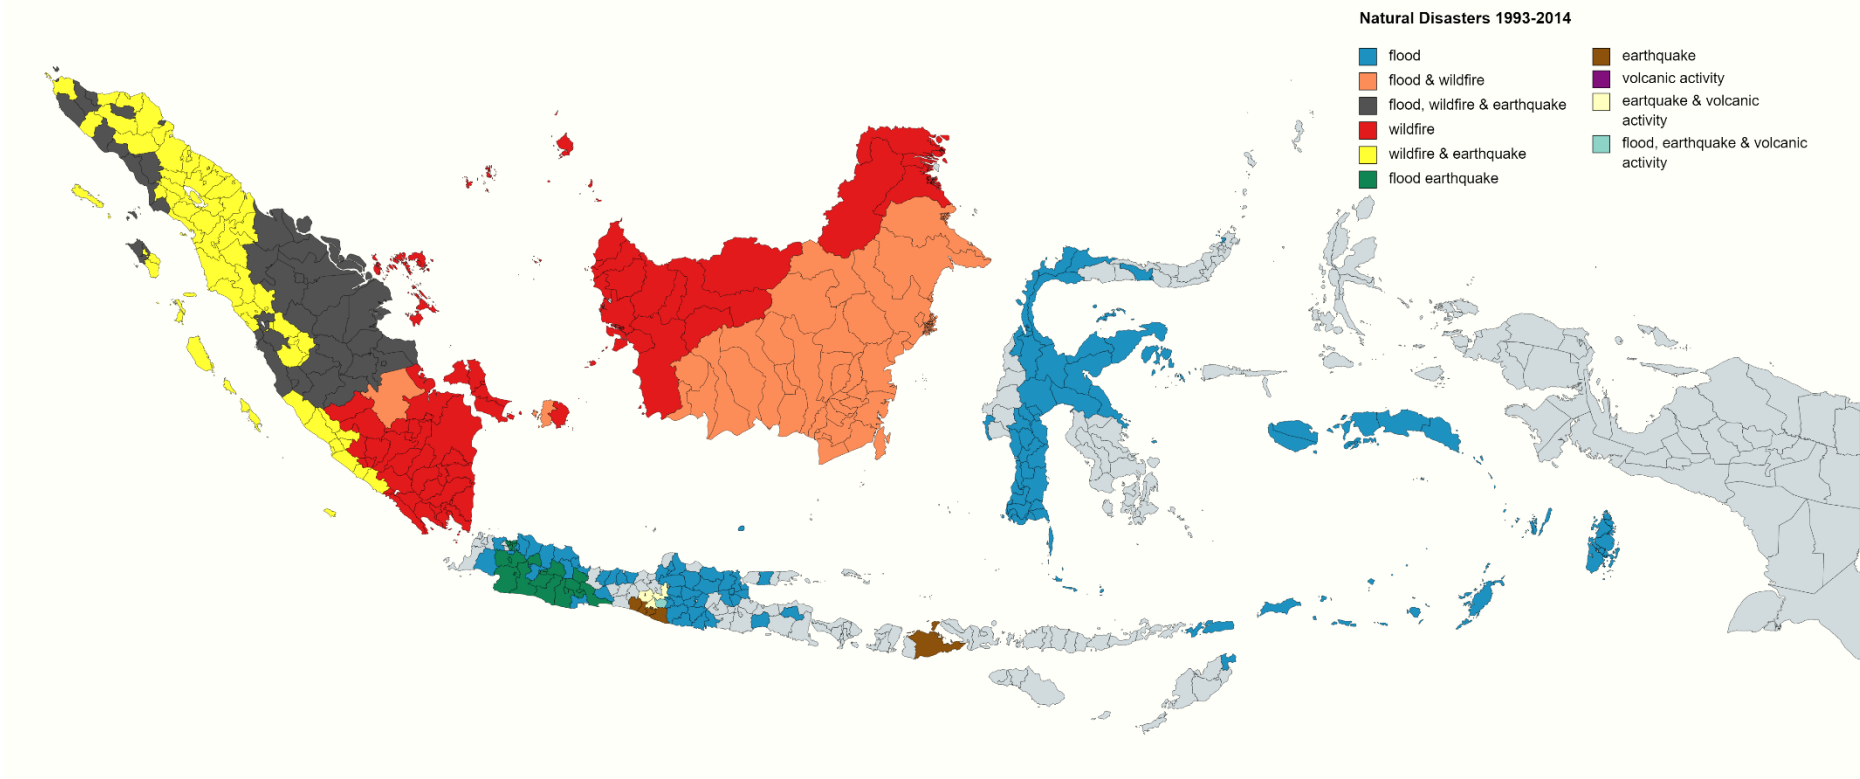 Natural Disasters 1993-2014
flood
flood & wildfire
flood, wildfire & earthquake
wildfire
wildfire & earthquake
flood earthquake
earthquake
volcanic activity
eartquake & volcanic
activity
flood, earthquake & volcanic
activity